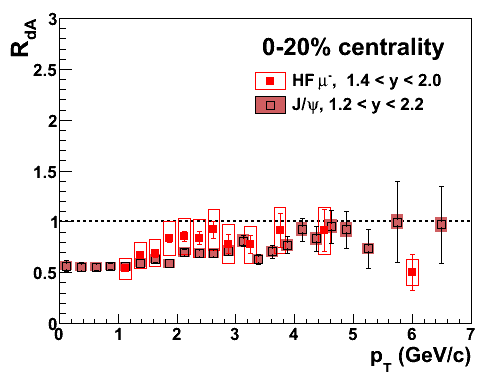 R_dA
3
2.5
2
1.5
1
0.5
0
0-20% centrality
HF μ⁻, 1.4 < y < 2.0
J/ψ, 1.2 < y < 2.2
0 1 2 3 4 5 6 7
p_T (GeV/c)